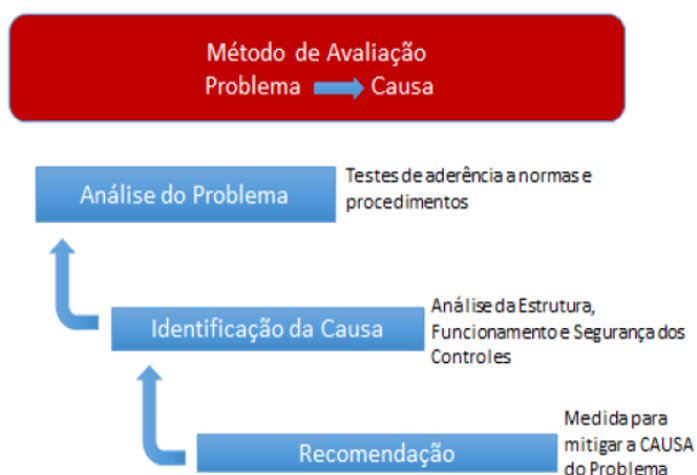 Método de Avaliação
Problema Causa
Análise do Problema
Testes de aderência a normas e
procedimentos
Identificação da Causa
Análise da Estrutura,
Funcionamento e Segurança dos
Controles
Recomendação
Medida para
mitigar a CAUSA
do Problema